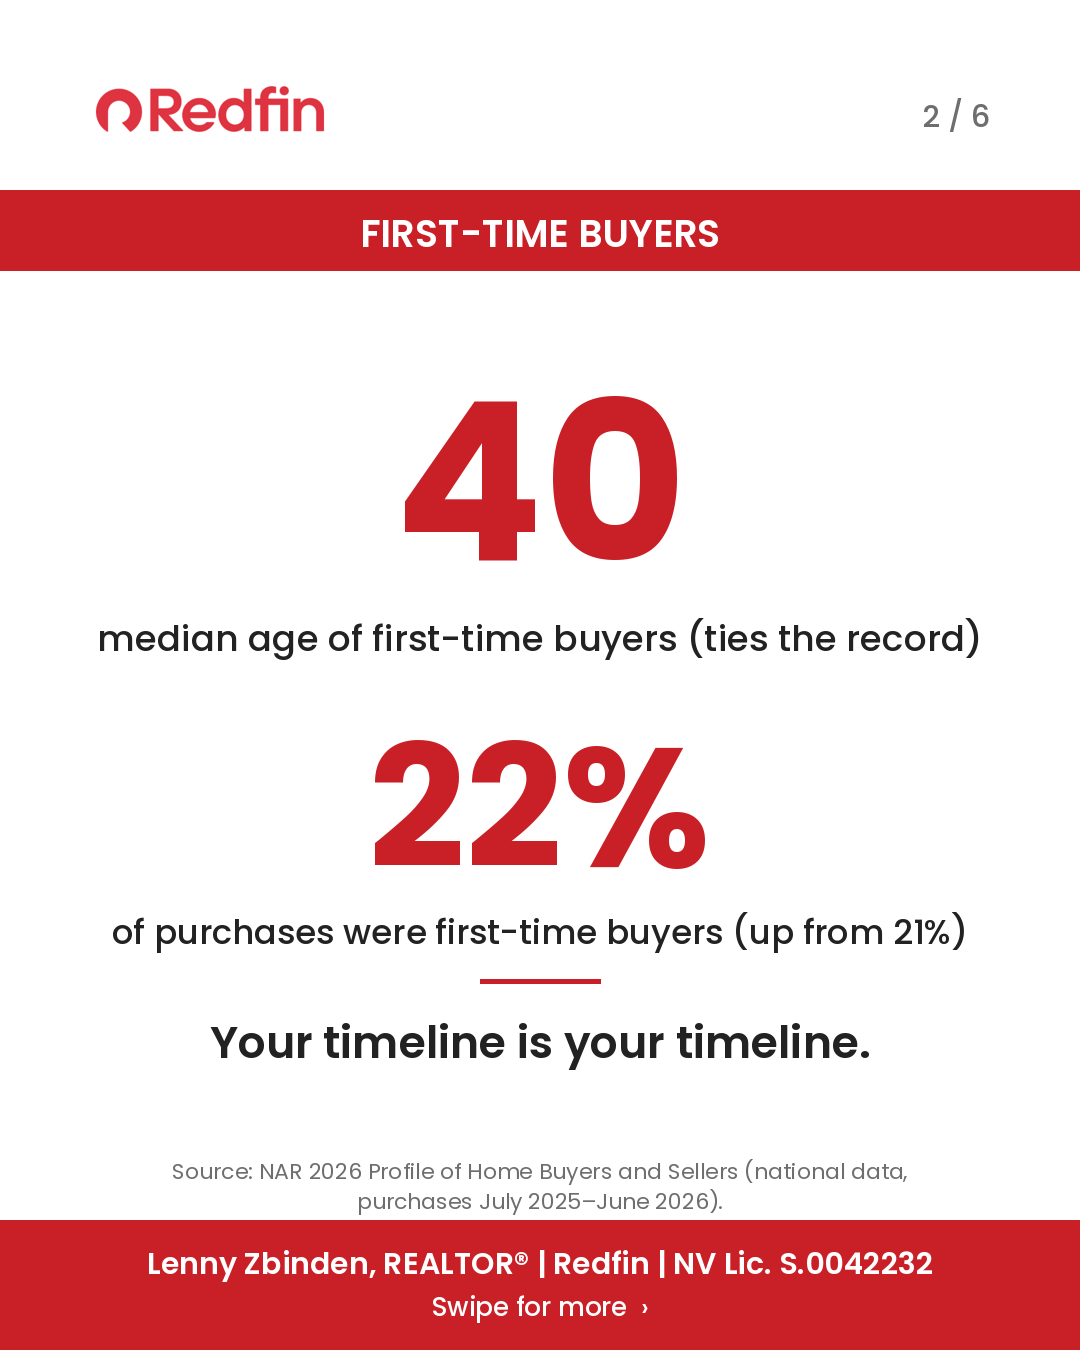 Redfin
2 / 6
FIRST-TIME BUYERS
40
median age of first-time buyers (ties the record)
22%
of purchases were first-time buyers (up from 21%)
Your timeline is your timeline.
Source: NAR 2026 Profile of Home Buyers and Sellers (national data,
purchases July 2025–June 2026).
Lenny Zbinden, REALTOR® | Redfin | NV Lic. S.0042232
Swipe for more ›